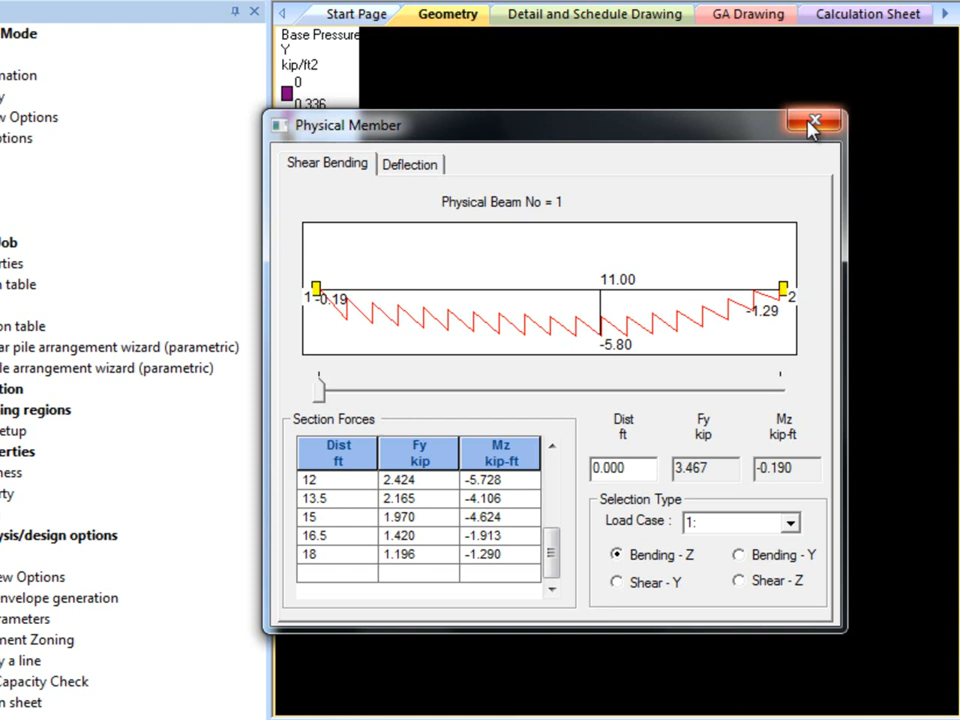 Start Page
Geometry
Detail and Schedule Drawing
GA Drawing
Calculation Sheet
Mode
Base Pressure
Y
kip/ft2
0
0.336
Physical Member
Shear Bending
Deflection
Physical Beam No = 1
11.00
1
-0.19
2
-1.29
-5.80
Section Forces
Dist ft
Fy kip
Mz kip-ft
12 2.424 -5.728
13.5 2.165 -4.106
15 1.970 -4.624
16.5 1.420 -1.913
18 1.196 -1.290
Dist ft
Fy kip
Mz kip-ft
0.000
3.467
-0.190
Selection Type
Load Case :
1:
Bending - Z
Bending - Y
Shear - Y
Shear - Z
mation
y
w Options
ptions
ob
rties
n table
on table
ar pile arrangement wizard (parametric)
le arrangement wizard (parametric)
tion
ing regions
etup
erties
ness
rty
ysis/design options
ew Options
nvelope generation
rameters
ment Zoning
y a line
Capacity Check
n sheet